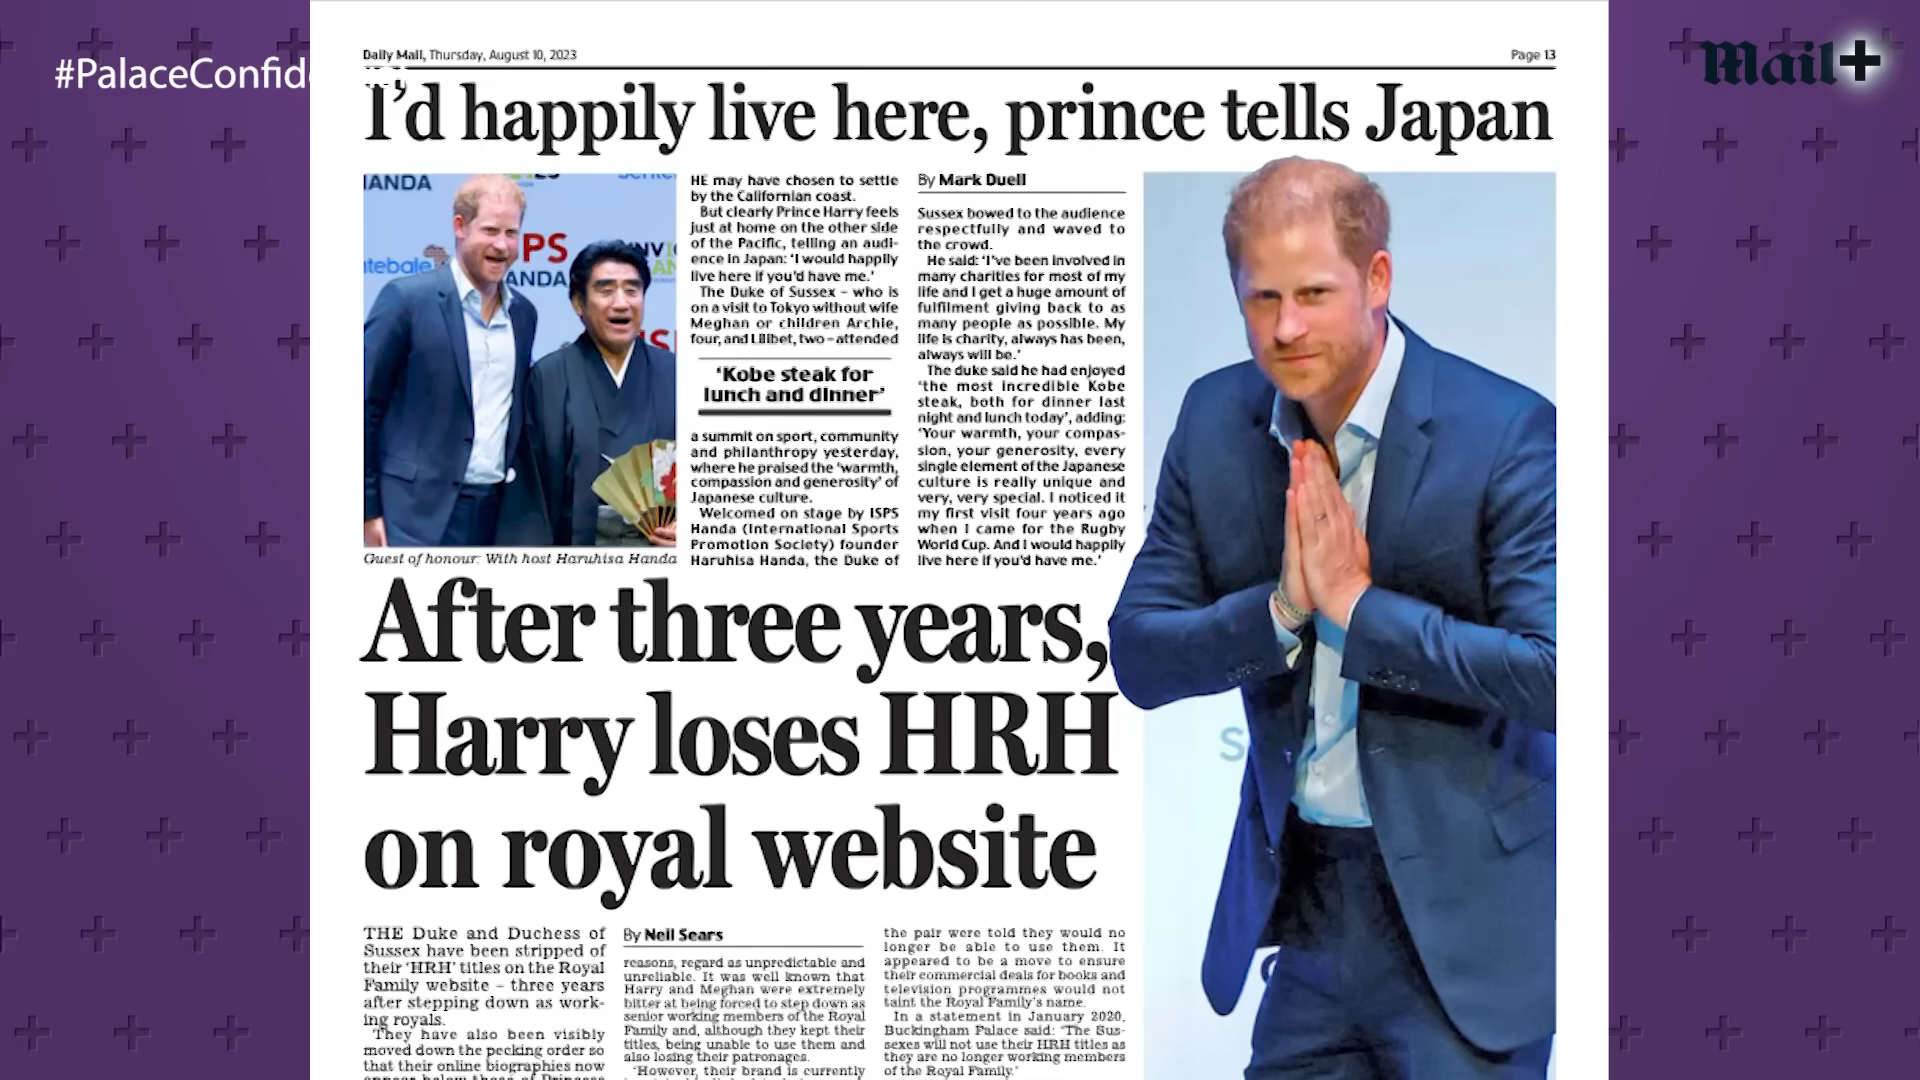 #PalaceConfid
Mail+
Daily Mail, Thursday, August 10, 2023
Page 13
I'd happily live here, prince tells Japan
HANDA
ntebale
PS
ANDA
Guest of honour: With host Haruhisa Handa
HE may have chosen to settle
by the Californian coast.
But clearly Prince Harry feels
just at home on the other side
of the Pacific, telling an audi-
ence in Japan: 'I would happily
live here if you'd have me.'
The Duke of Sussex – who is
on a visit to Tokyo without wife
Meghan or children Archie,
four, and Lilibet, two – attended
'Kobe steak for
lunch and dinner'
a summit on sport, community
and philanthropy yesterday,
where he praised the 'warmth,
compassion and generosity' of
Japanese culture.
Welcomed on stage by ISPS
Handa (International Sports
Promotion Society) founder
Haruhisa Handa, the Duke of
By Mark Duell
Sussex bowed to the audience
respectfully and waved to
the crowd.
He said: 'I've been involved in
many charities for most of my
life and I get a huge amount of
fulfilment giving back to as
many people as possible. My
life is charity, always has been,
always will be.'
The duke said he had enjoyed
'the most incredible Kobe
steak, both for dinner last
night and lunch today', adding:
'Your warmth, your compas-
sion, your generosity, every
single element of the Japanese
culture is really unique and
very, very special. I noticed it
my first visit four years ago
when I came for the Rugby
World Cup. And I would happily
live here if you'd have me.'
After three years,
Harry loses HRH
on royal website
THE Duke and Duchess of
Sussex have been stripped of
their 'HRH' titles on the Royal
Family website – three years
after stepping down as work-
ing royals.
They have also been visibly
moved down the pecking order so
that their online biographies now
appear below those of Princess
By Neil Sears
reasons, regard as unpredictable and
unreliable. It was well known that
Harry and Meghan were extremely
bitter at being forced to step down as
senior working members of the Royal
Family and, although they kept their
titles, being unable to use them and
also losing their patronages.
'However, their brand is currently
the pair were told they would no
longer be able to use them. It
appeared to be a move to ensure
their commercial deals for books and
television programmes would not
taint the Royal Family's name.
In a statement in January 2020,
Buckingham Palace said: 'The Sus-
sexes will not use their HRH titles as
they are no longer working members
of the Royal Family.'